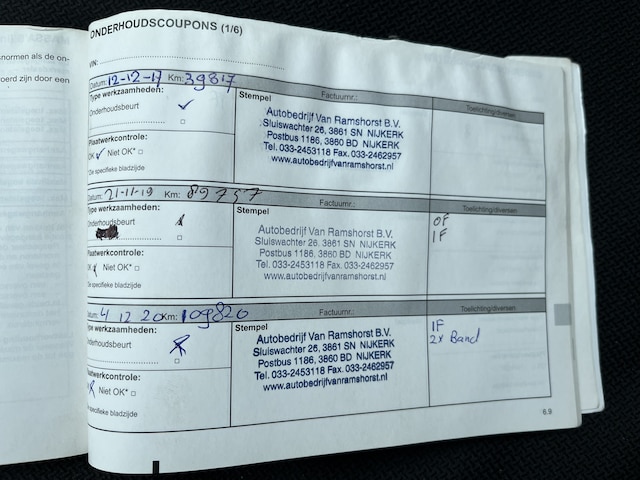 normen als de on-
oerd zijn door een
ONDERHOUDSCOUPONS (1/6)
VIN:
Datum: 12-12-17 Km: 39817
Type werkzaamheden:
Onderhoudsbeurt
Plaatwerkcontrole:
OK Niet OK*
*Zie specifieke bladzijde
Stempel
Factuurnr.:
Autobedrijf Van Ramshorst B.V.
Sluiswachter 26, 3861 SN NIJKERK
Postbus 1186, 3860 BD NIJKERK
Tel. 033-2453118 Fax. 033-2462957
www.autobedrijfvanramshorst.nl
Toelichting/diversen
Datum: 21-11-19 Km: 89757
Type werkzaamheden:
Onderhoudsbeurt
Plaatwerkcontrole:
OK Niet OK*
*Zie specifieke bladzijde
Stempel
Factuurnr.:
Autobedrijf Van Ramshorst B.V.
Sluiswachter 26, 3861 SN NIJKERK
Postbus 1186, 3860 BD NIJKERK
Tel. 033-2453118 Fax. 033-2462957
www.autobedrijfvanramshorst.nl
Toelichting/diversen
OF
IF
Datum: 4 12 20 Km: 109820
Type werkzaamheden:
Onderhoudsbeurt
Plaatwerkcontrole:
Niet OK*
specifieke bladzijde
Stempel
Factuurnr.:
Autobedrijf Van Ramshorst B.V.
Sluiswachter 26, 3861 SN NIJKERK
Postbus 1186, 3860 BD NIJKERK
Tel. 033-2453118 Fax. 033-2462957
www.autobedrijfvanramshorst.nl
Toelichting/diversen
IF
2x Band
6.9